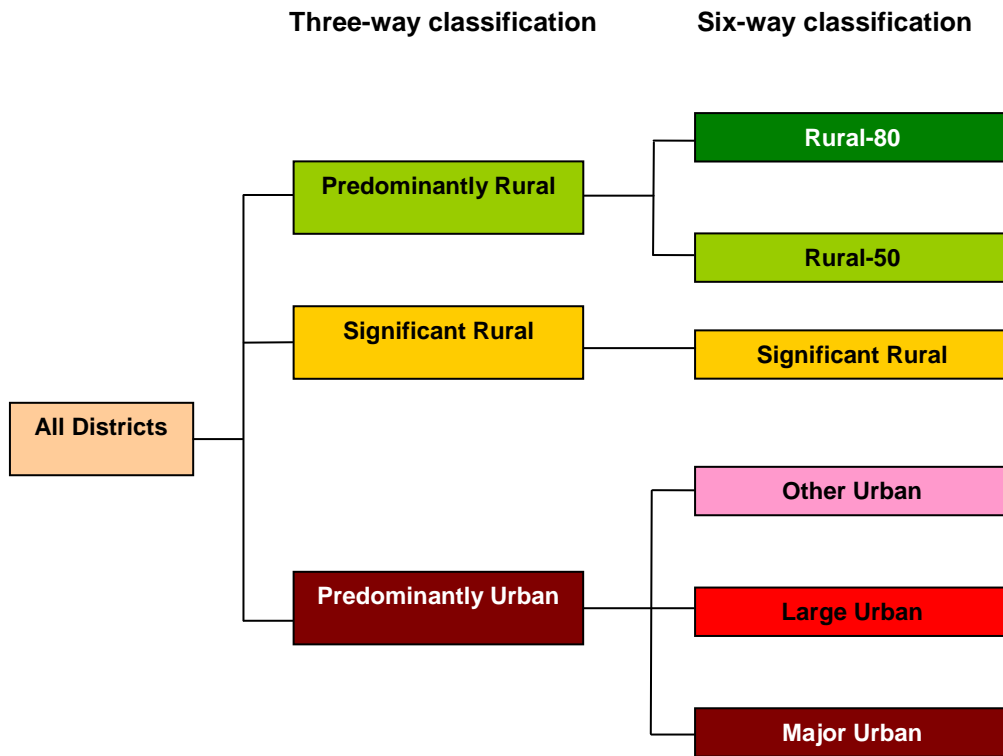 Three-way classification
Six-way classification
Rural-80
Predominantly Rural
Rural-50
Significant Rural
Significant Rural
All Districts
Other Urban
Predominantly Urban
Large Urban
Major Urban